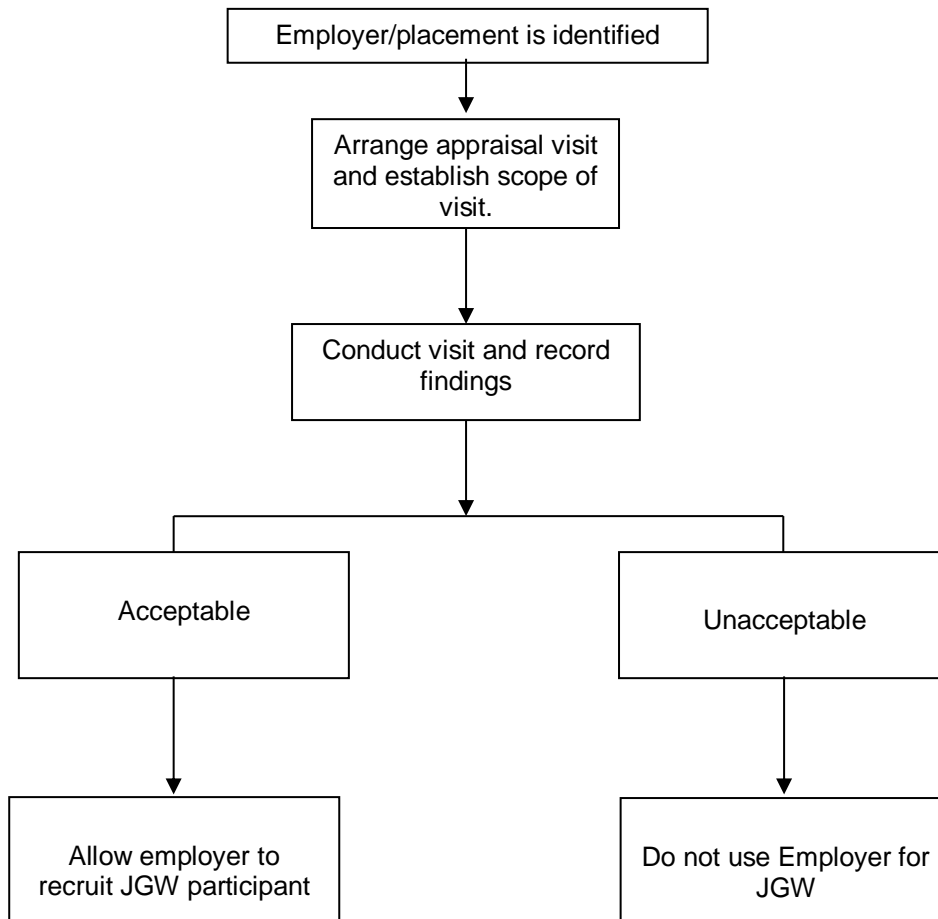 Employer/placement is identified
Arrange appraisal visit
and establish scope of
visit.
Conduct visit and record
findings
Acceptable
Unacceptable
Allow employer to
recruit JGW participant
Do not use Employer for
JGW